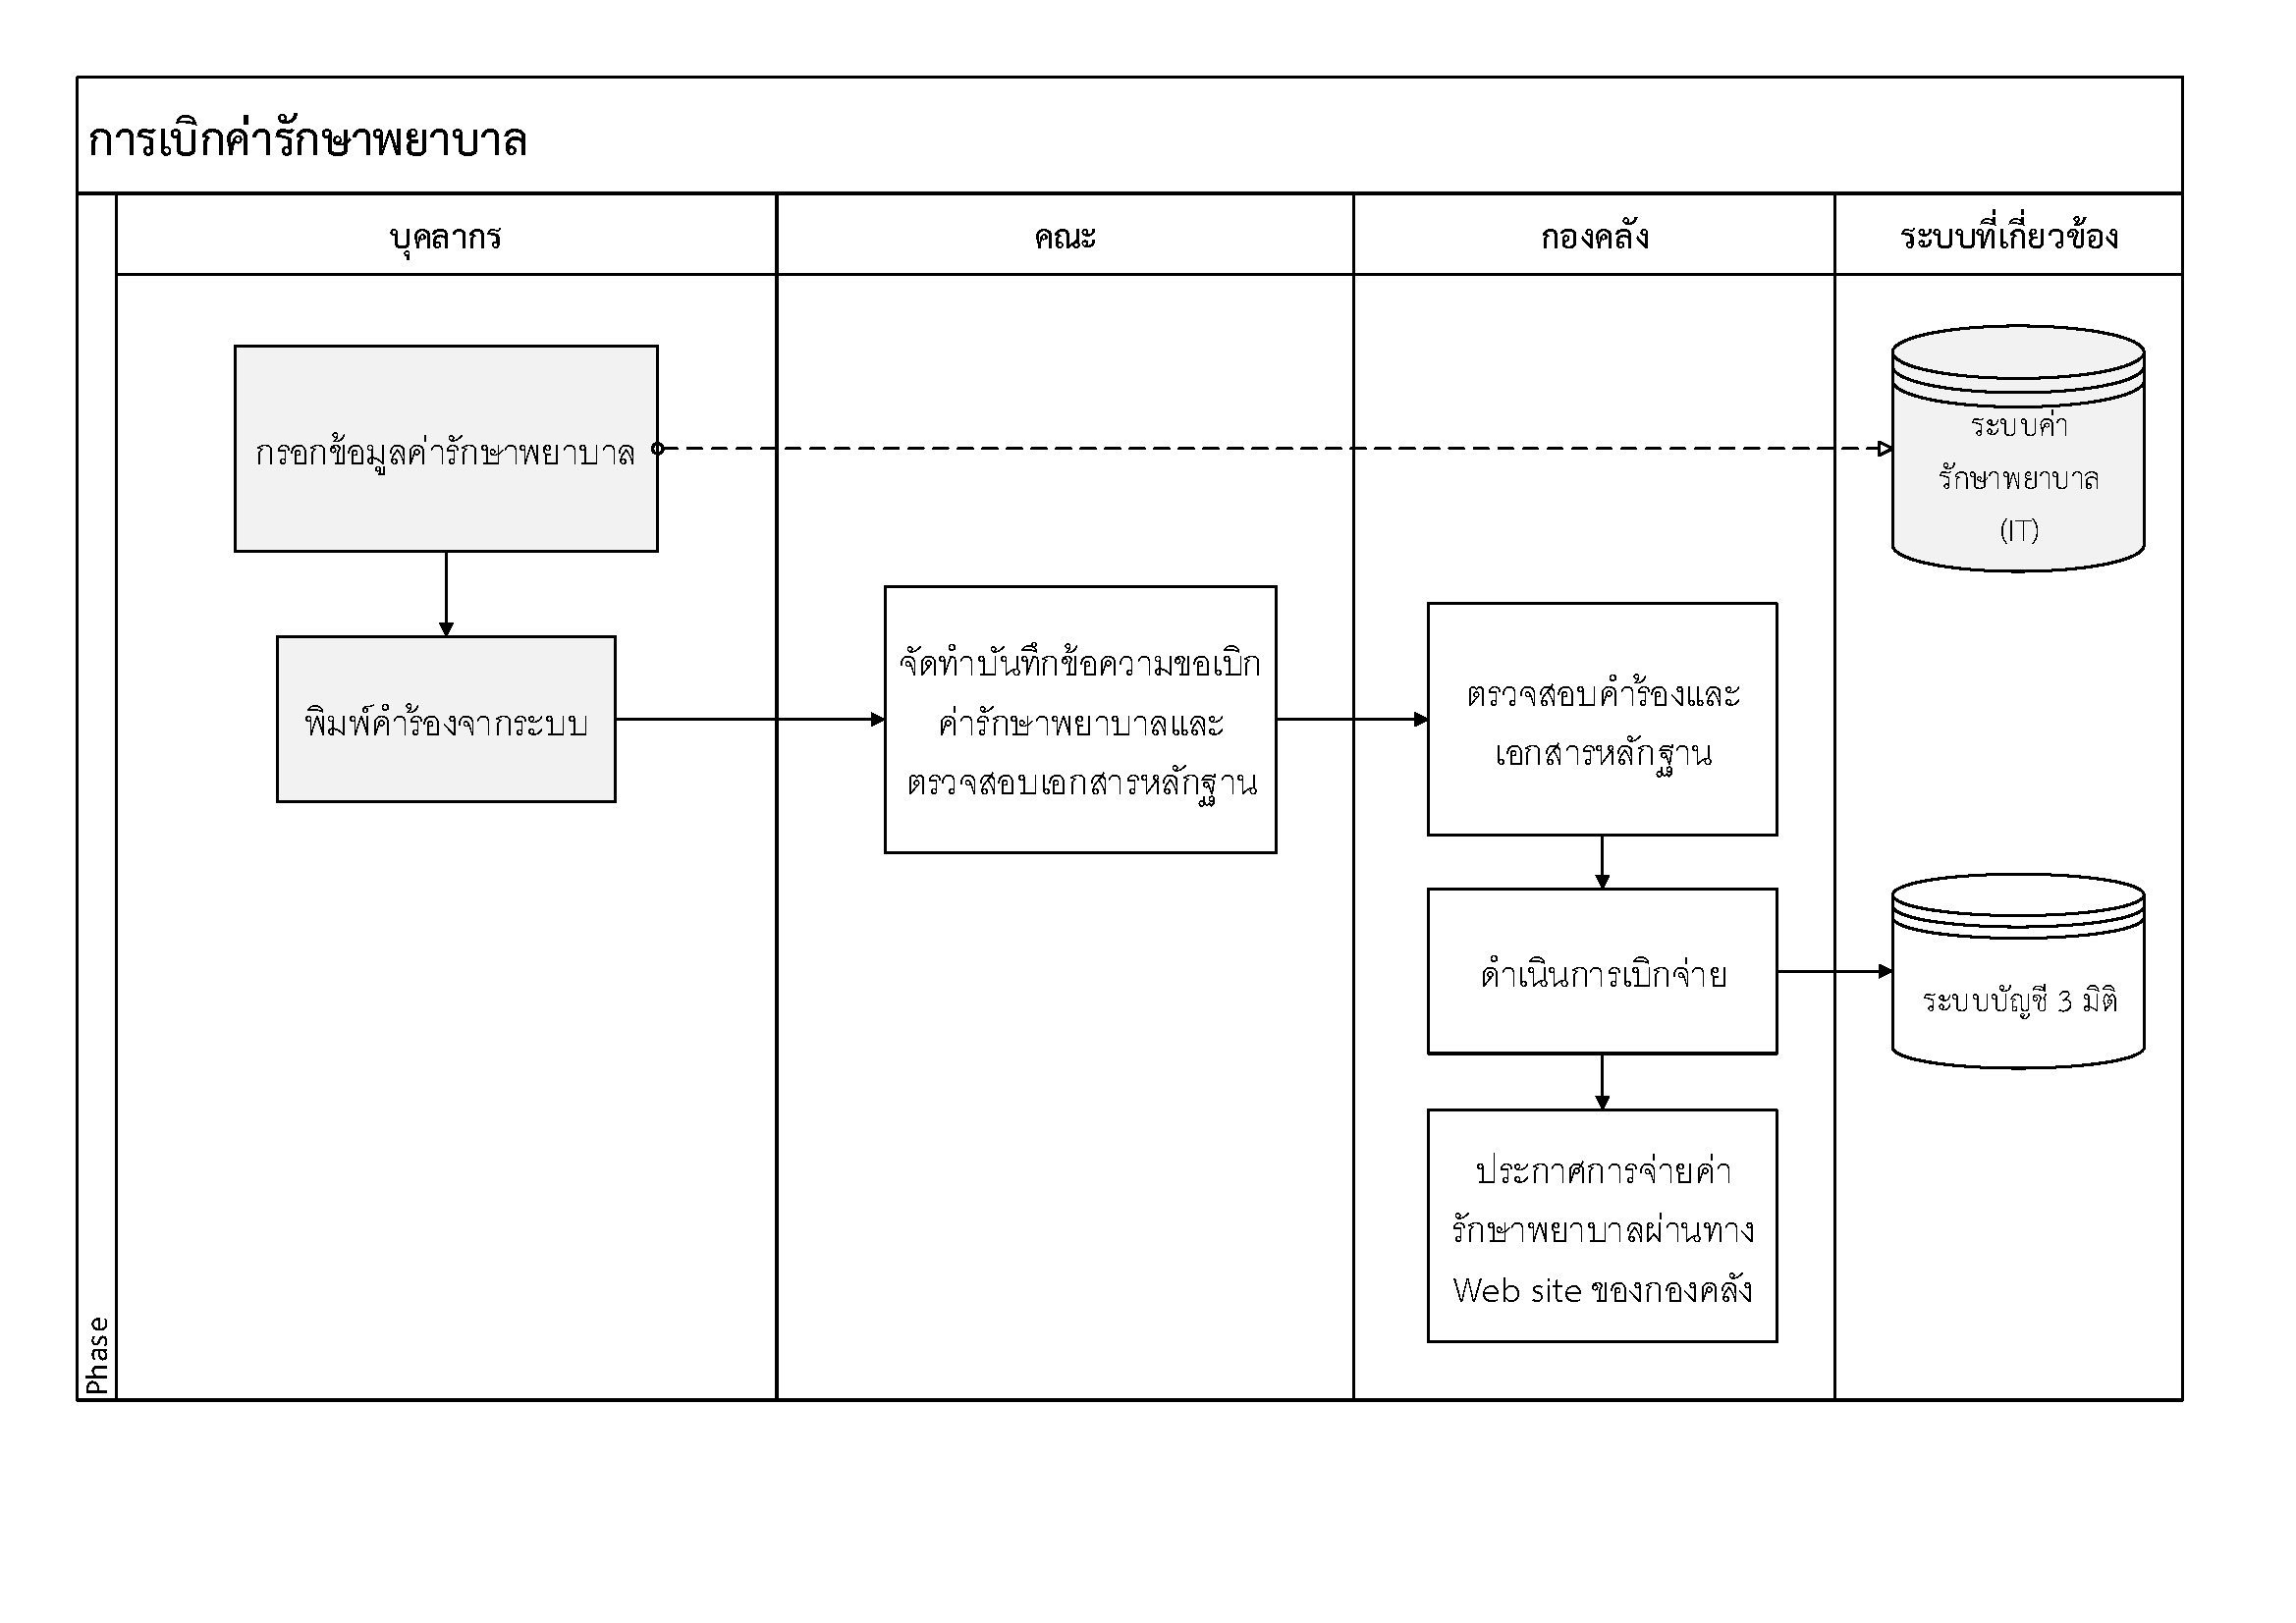 การเบิกค่ารักษาพยาบาล
บุคลากร
คณะ
กองคลัง
ระบบที่เกี่ยวข้อง
กรอกข้อมูลค่ารักษาพยาบาล
ระบบค่า
รักษาพยาบาล
(IT)
พิมพ์คำร้องจากระบบ
จัดทำบันทึกข้อความขอเบิก
ค่ารักษาพยาบาลและ
ตรวจสอบเอกสารหลักฐาน
ตรวจสอบคำร้องและ
เอกสารหลักฐาน
ดำเนินการเบิกจ่าย
ระบบบัญชี 3 มิติ
ประกาศการจ่ายค่า
รักษาพยาบาลผ่านทาง
Web site ของกองคลัง
Phase